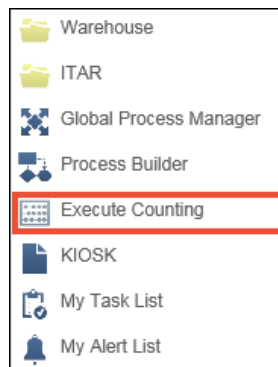 Warehouse
ITAR
Global Process Manager
Process Builder
Execute Counting
KIOSK
My Task List
My Alert List